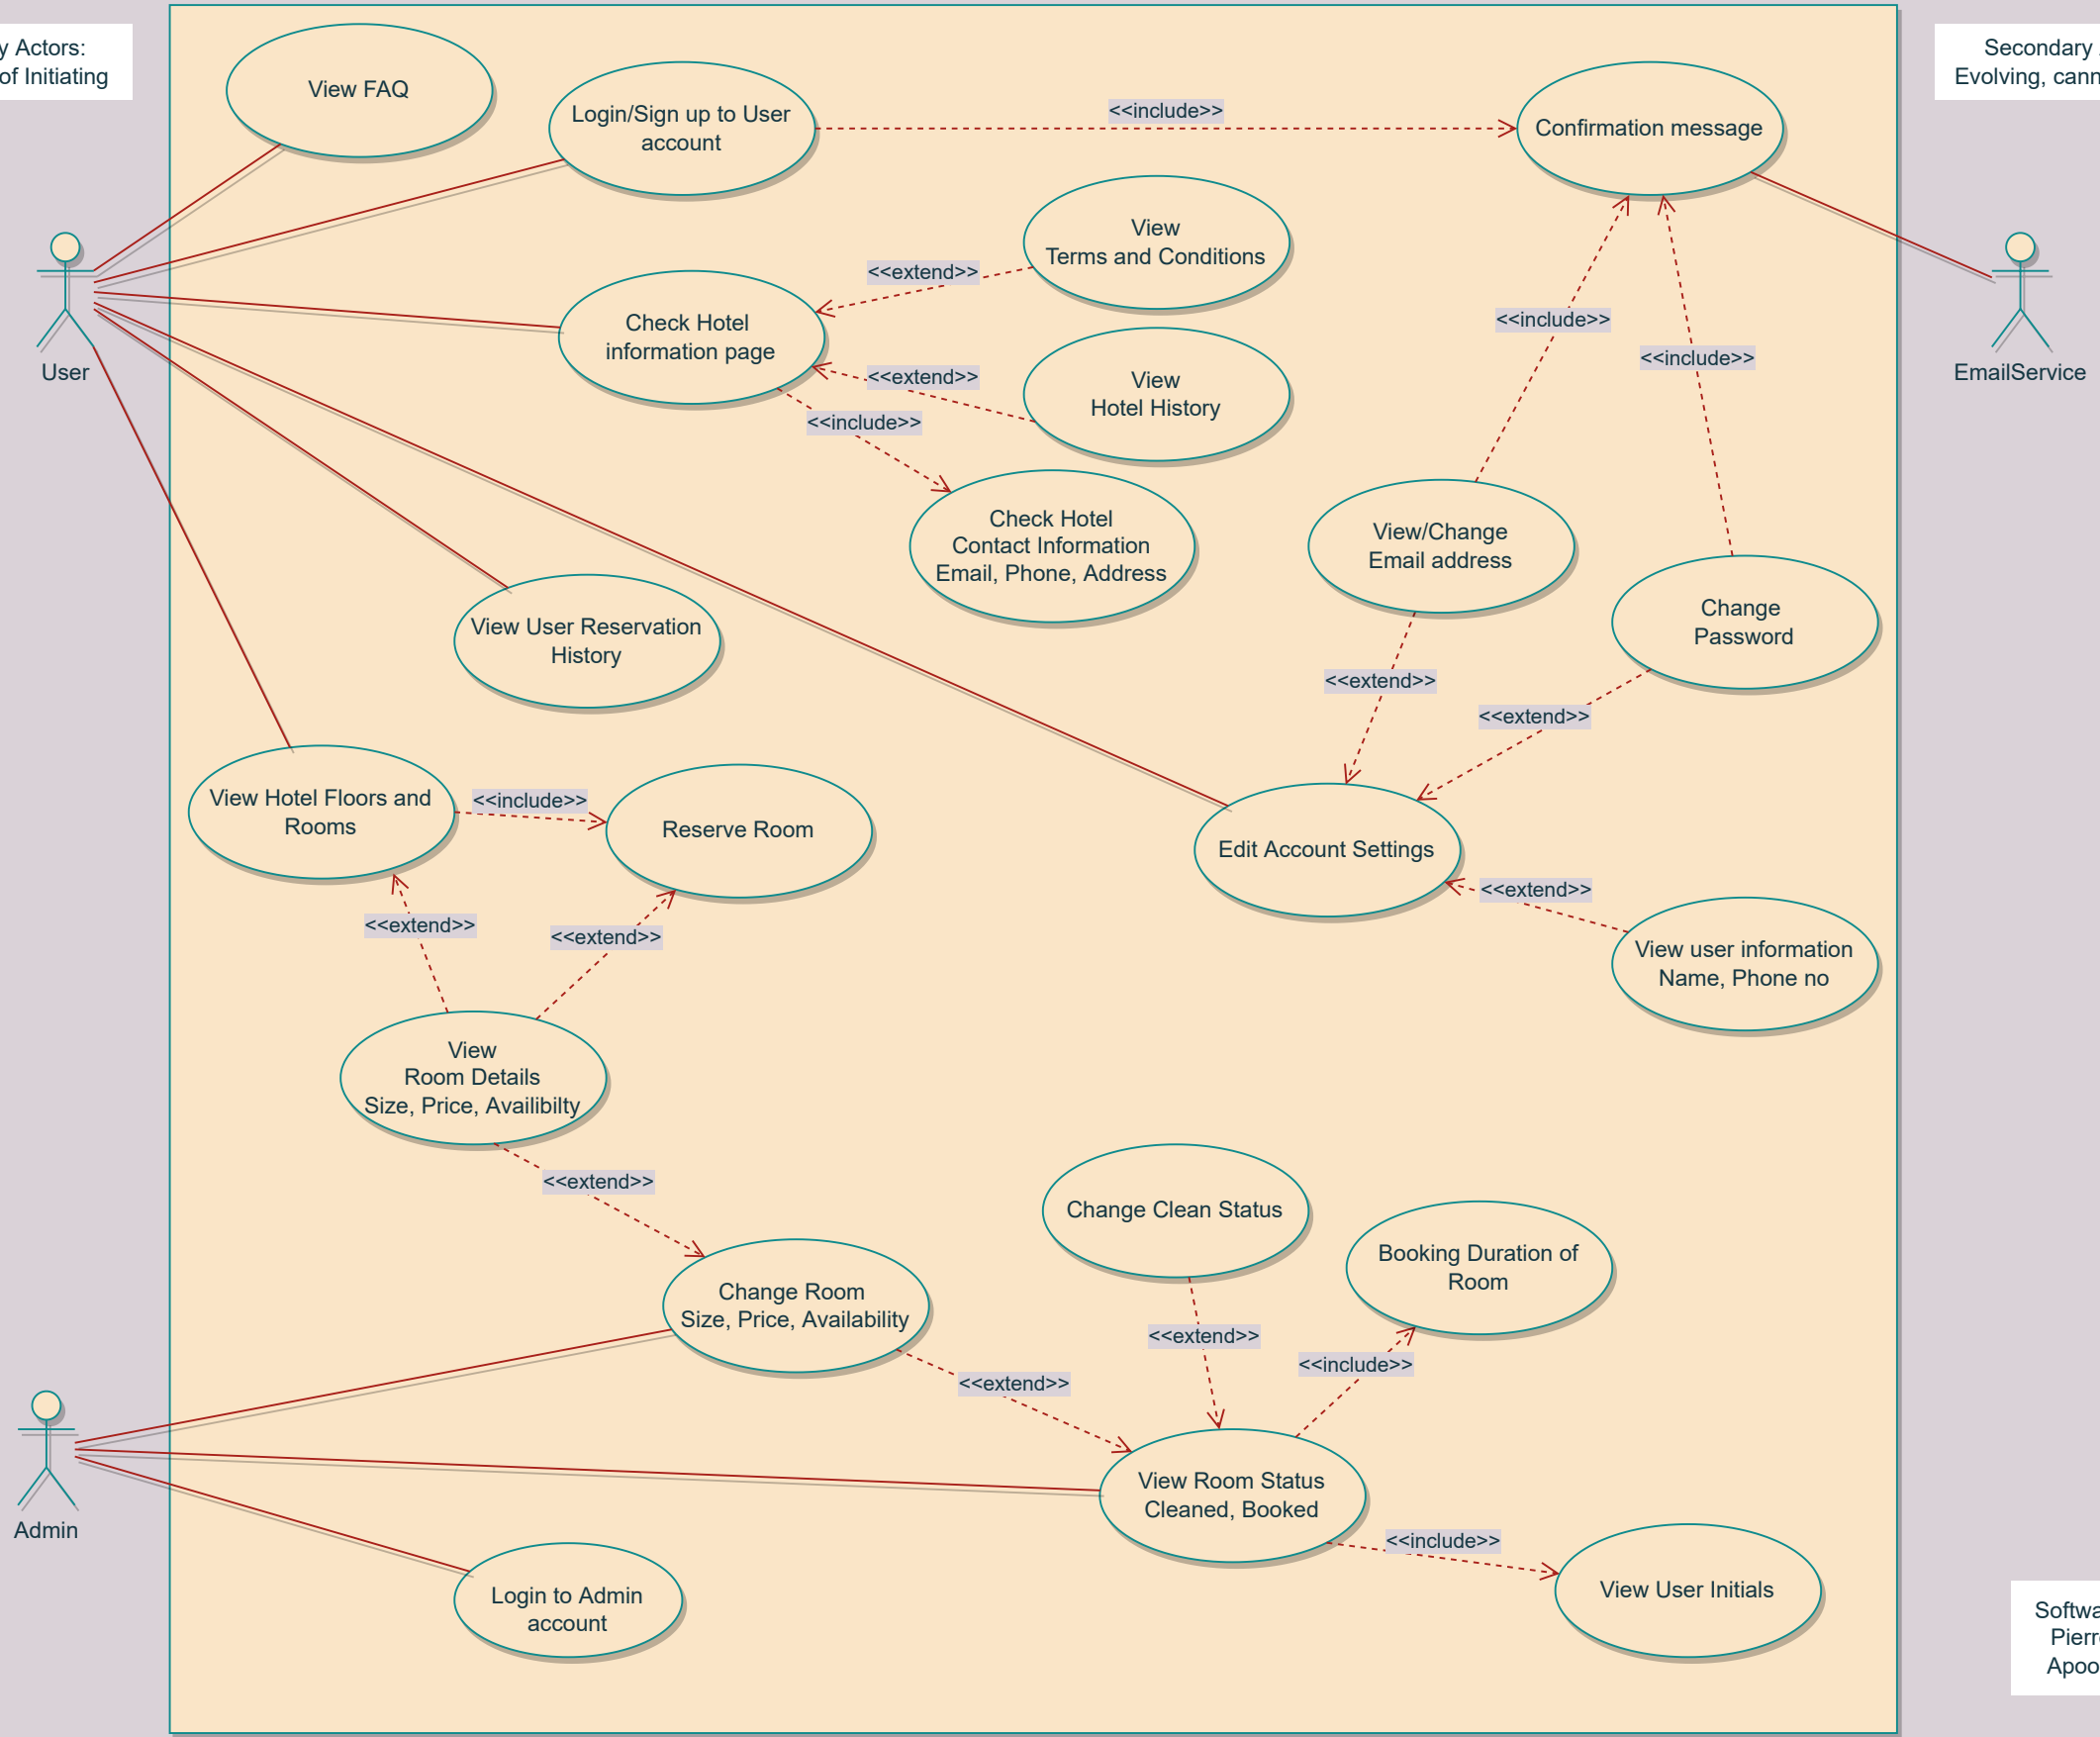 y Actors:
of Initiating
View FAQ
Login/Sign up to User
account
<<include>>
Confirmation message
Secondary
Evolving, cann
User
EmailService
View
Terms and Conditions
<<extend>>
Check Hotel
information page
<<extend>>
View
Hotel History
<<include>>
<<include>>
<<include>>
Check Hotel
Contact Information
Email, Phone, Address
View/Change
Email address
Change
Password
View User Reservation
History
<<extend>>
<<extend>>
View Hotel Floors and
Rooms
<<include>>
Reserve Room
Edit Account Settings
<<extend>>
View user information
Name, Phone no
<<extend>>
<<extend>>
View
Room Details
Size, Price, Availibilty
<<extend>>
Change Room
Size, Price, Availability
Change Clean Status
Booking Duration of
Room
<<extend>>
<<include>>
<<extend>>
View Room Status
Cleaned, Booked
Admin
<<include>>
View User Initials
Login to Admin
account
Softwa
Pierr
Apoo